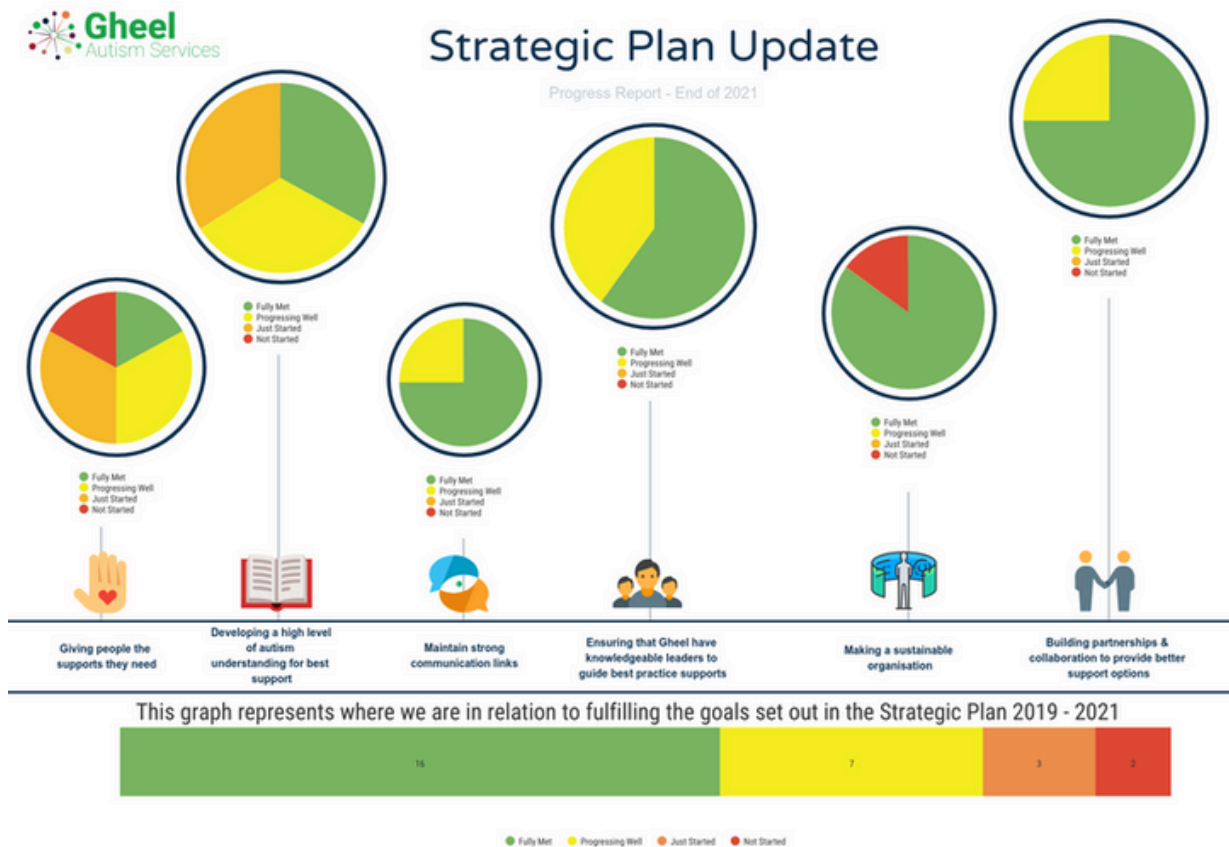 Gheel
Autism Services
Strategic Plan Update
Progress Report - End of 2021
Fully Met
Progressing Well
Just Started
Not Started
Fully Met
Progressing Well
Just Started
Not Started
Fully Met
Progressing Well
Just Started
Not Started
Fully Met
Progressing Well
Just Started
Not Started
Fully Met
Progressing Well
Just Started
Not Started
Fully Met
Progressing Well
Just Started
Not Started
Giving people the
supports they need
Developing a high level
of autism
understanding for best
support
Maintain strong
communication links
Ensuring that Gheel have
knowledgeable leaders to
guide best practice supports
Making a sustainable
organisation
Building partnerships &
collaboration to provide better
support options
This graph represents where we are in relation to fulfilling the goals set out in the Strategic Plan 2019 - 2021
16 7 3 2
Fully Met Progressing Well Just Started Not Started